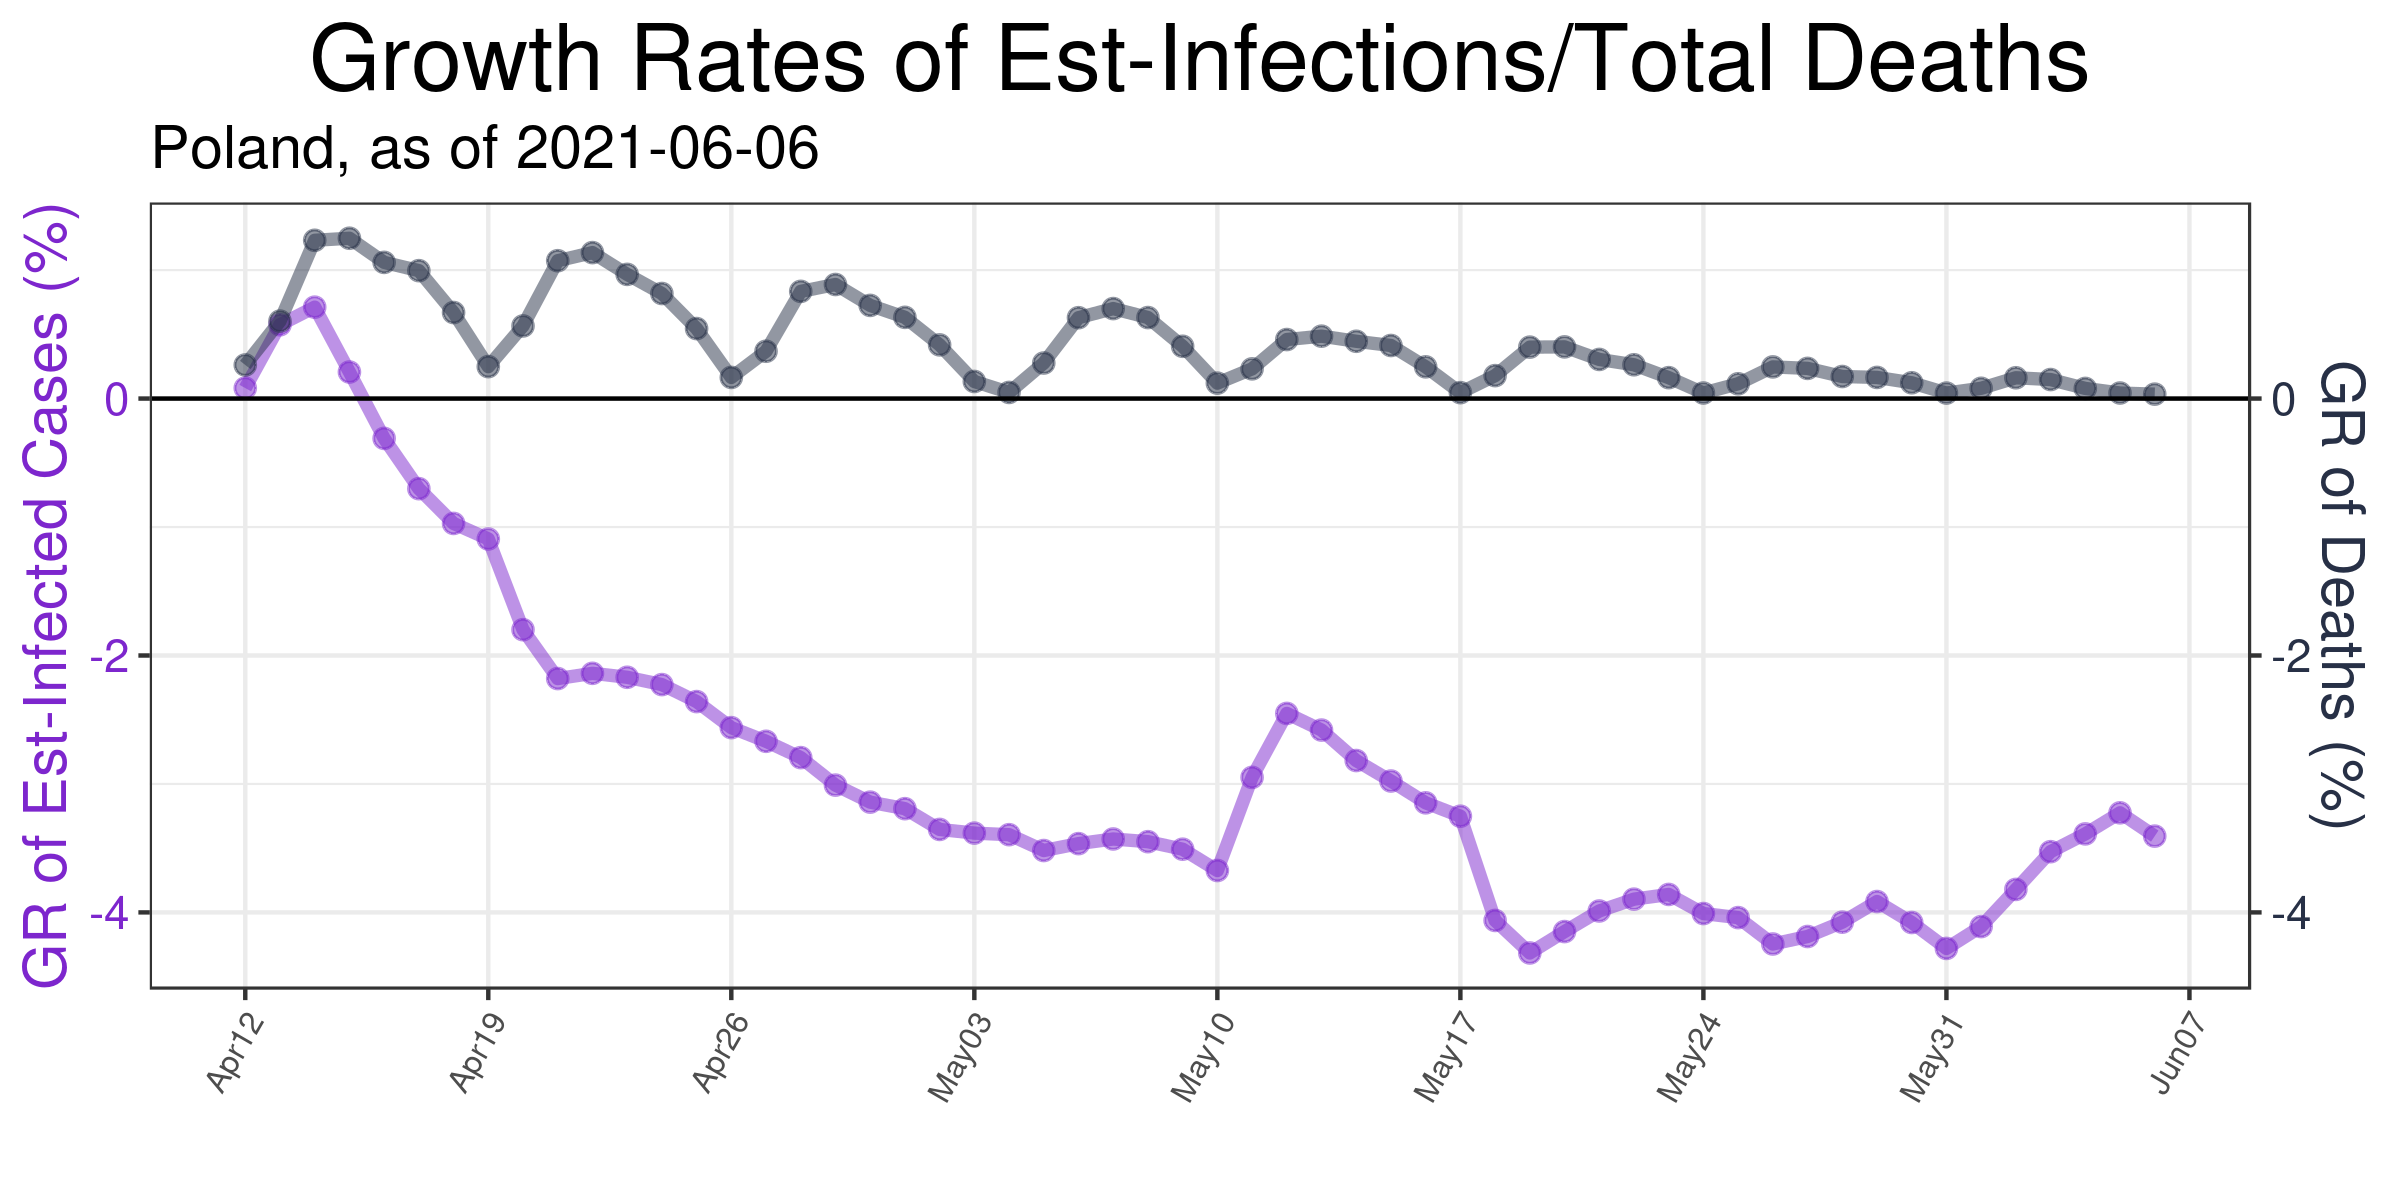 Growth Rates of Est-Infections/Total Deaths
Poland, as of 2021-06-06
GR of Est-Infected Cases (%)
0
-2
-4
0
-2
-4
GR of Deaths (%)
Apr12
Apr19
Apr26
May03
May10
May17
May24
May31
Jun07